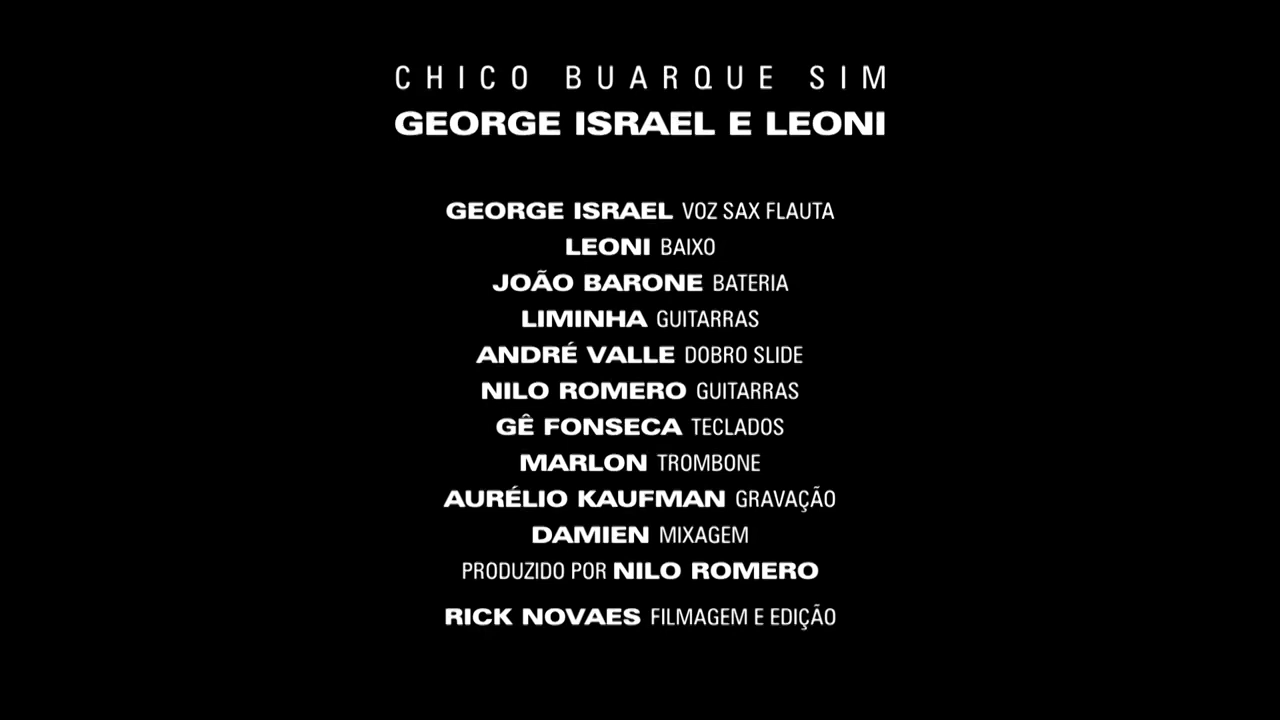 CHICO BUARQUE SIM
GEORGE ISRAEL E LEONI
GEORGE ISRAEL VOZ SAX FLAUTA
LEONI BAIXO
JOÃO BARONE BATERIA
LIMINHA GUITARRAS
ANDRÉ VALLE DOBRO SLIDE
NILO ROMERO GUITARRAS
GÊ FONSECA TECLADOS
MARLON TROMBONE
AURÉLIO KAUFMAN GRAVAÇÃO
DAMIEN MIXAGEM
PRODUZIDO POR NILO ROMERO
RICK NOVAES FILMAGEM E EDIÇÃO